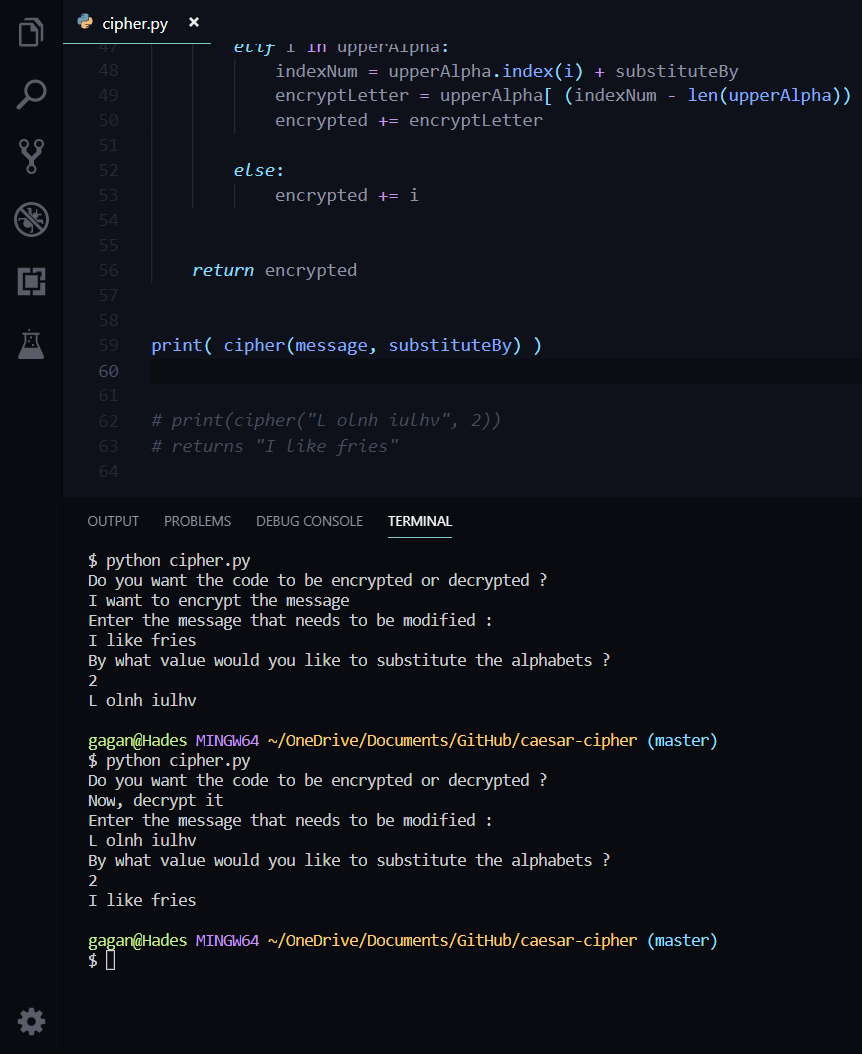 cipher.py ×
47 elif i in upperAlpha:
48 indexNum = upperAlpha.index(i) + substituteBy
49 encryptLetter = upperAlpha[ (indexNum - len(upperAlpha))
50 encrypted += encryptLetter
51
52 else:
53 encrypted += i
54
55
56 return encrypted
57
58
59 print( cipher(message, substituteBy) )
60
61
62 # print(cipher("L olnh iulhv", 2))
63 # returns "I like fries"
64
OUTPUT PROBLEMS DEBUG CONSOLE TERMINAL
$ python cipher.py
Do you want the code to be encrypted or decrypted ?
I want to encrypt the message
Enter the message that needs to be modified :
I like fries
By what value would you like to substitute the alphabets ?
2
L olnh iulhv
gagan@Hades MINGW64 ~/OneDrive/Documents/GitHub/caesar-cipher (master)
$ python cipher.py
Do you want the code to be encrypted or decrypted ?
Now, decrypt it
Enter the message that needs to be modified :
L olnh iulhv
By what value would you like to substitute the alphabets ?
2
I like fries
gagan@Hades MINGW64 ~/OneDrive/Documents/GitHub/caesar-cipher (master)
$